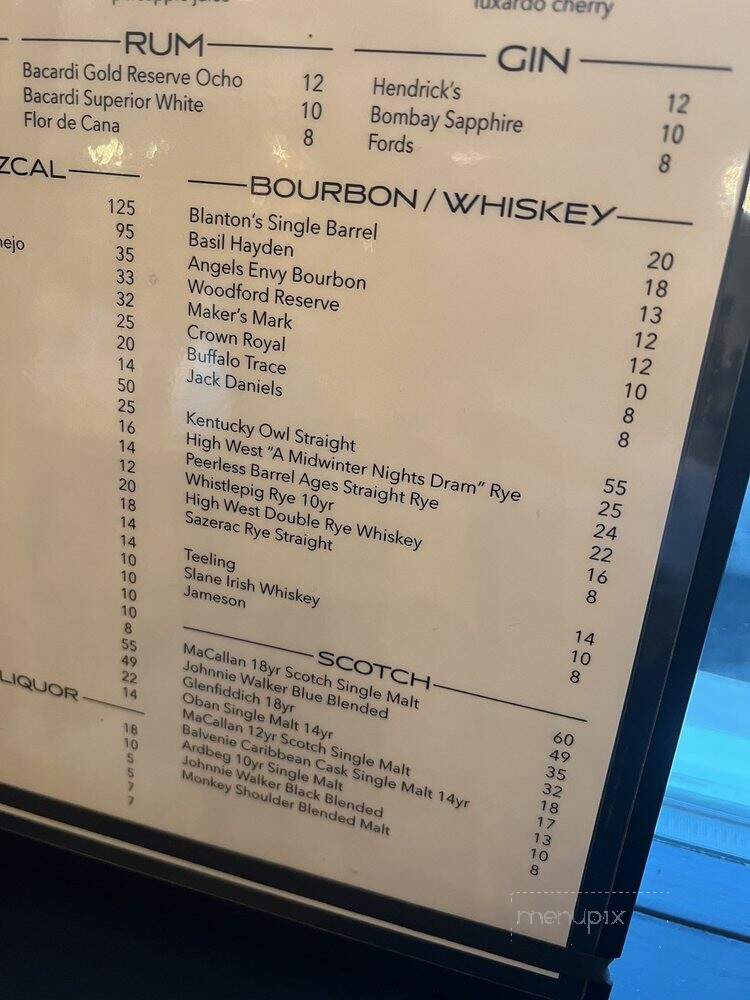 pineapple juice
luxardo cherry
RUM
Bacardi Gold Reserve Ocho 12
Bacardi Superior White 10
Flor de Cana 8
GIN
Hendrick's 12
Bombay Sapphire 10
Fords 8
ZCAL
125
95
nejo 35
33
32
25
20
14
50
25
16
14
12
20
18
14
14
10
10
10
10
8
55
49
22
14
LIQUOR
18
10
5
5
7
7
BOURBON / WHISKEY
Blanton's Single Barrel 20
Basil Hayden 18
Angels Envy Bourbon 13
Woodford Reserve 12
Maker's Mark 12
Crown Royal 10
Buffalo Trace 8
Jack Daniels 8
Kentucky Owl Straight 55
High West "A Midwinter Nights Dram" Rye 25
Peerless Barrel Ages Straight Rye 24
Whistlepig Rye 10yr 22
High West Double Rye Whiskey 16
Sazerac Rye Straight 8
Teeling 14
Slane Irish Whiskey 10
Jameson 8
SCOTCH
MaCallan 18yr Scotch Single Malt 60
Johnnie Walker Blue Blended 49
Glenfiddich 18yr 35
Oban Single Malt 14yr 32
MaCallan 12yr Scotch Single Malt 18
Balvenie Caribbean Cask Single Malt 14yr 17
Ardbeg 10yr Single Malt 13
Johnnie Walker Black Blended 10
Monkey Shoulder Blended Malt 8
menupix